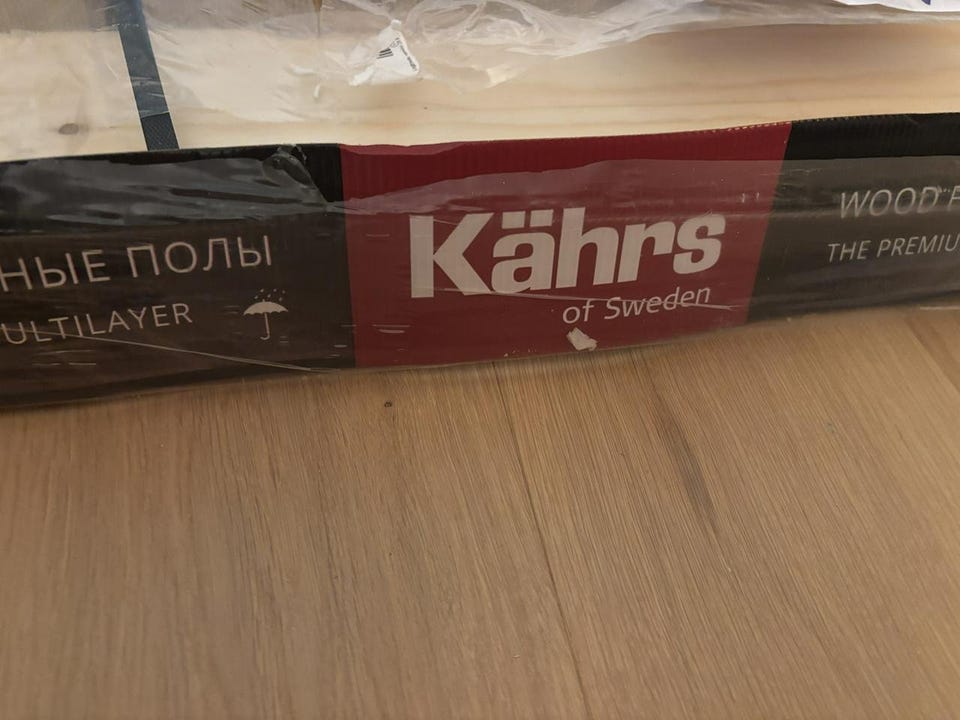 НЫЕ ПОЛЫ
ULTILAYER
Kährs
of Sweden
WOOD F
THE PREMIU